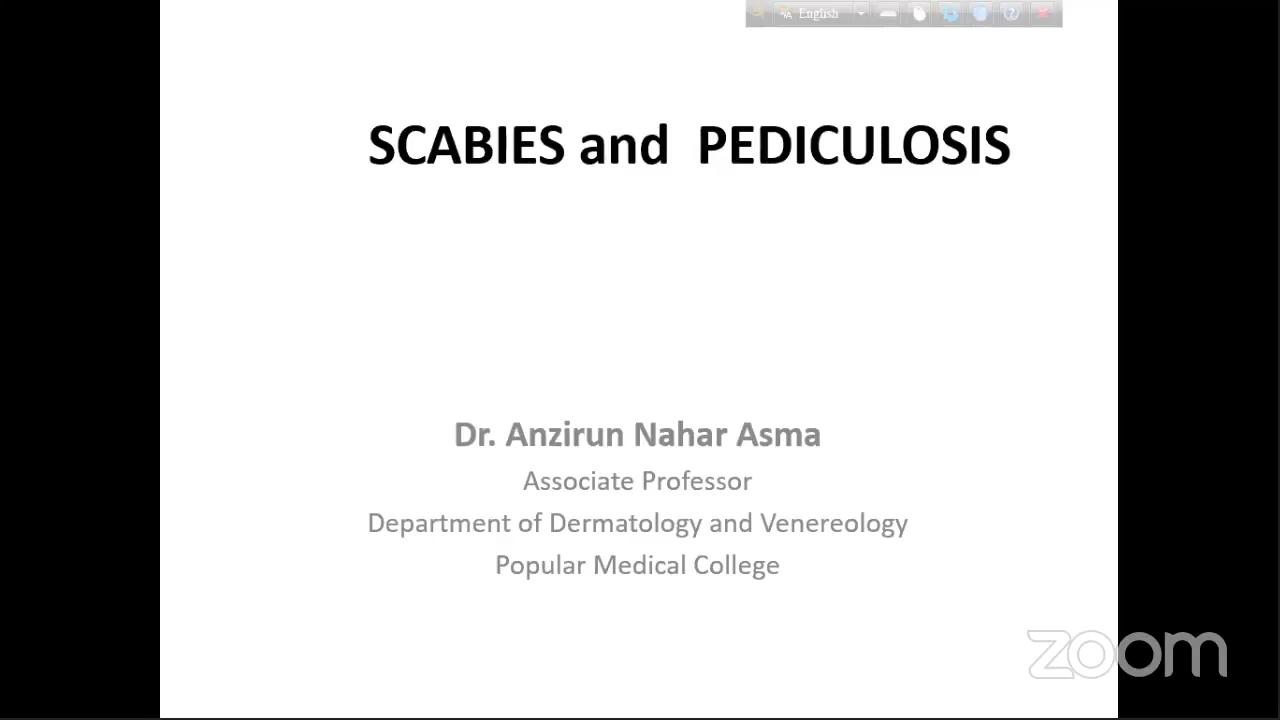 English
SCABIES and PEDICULOSIS
Dr. Anzirun Nahar Asma
Associate Professor
Department of Dermatology and Venereology
Popular Medical College
zoom